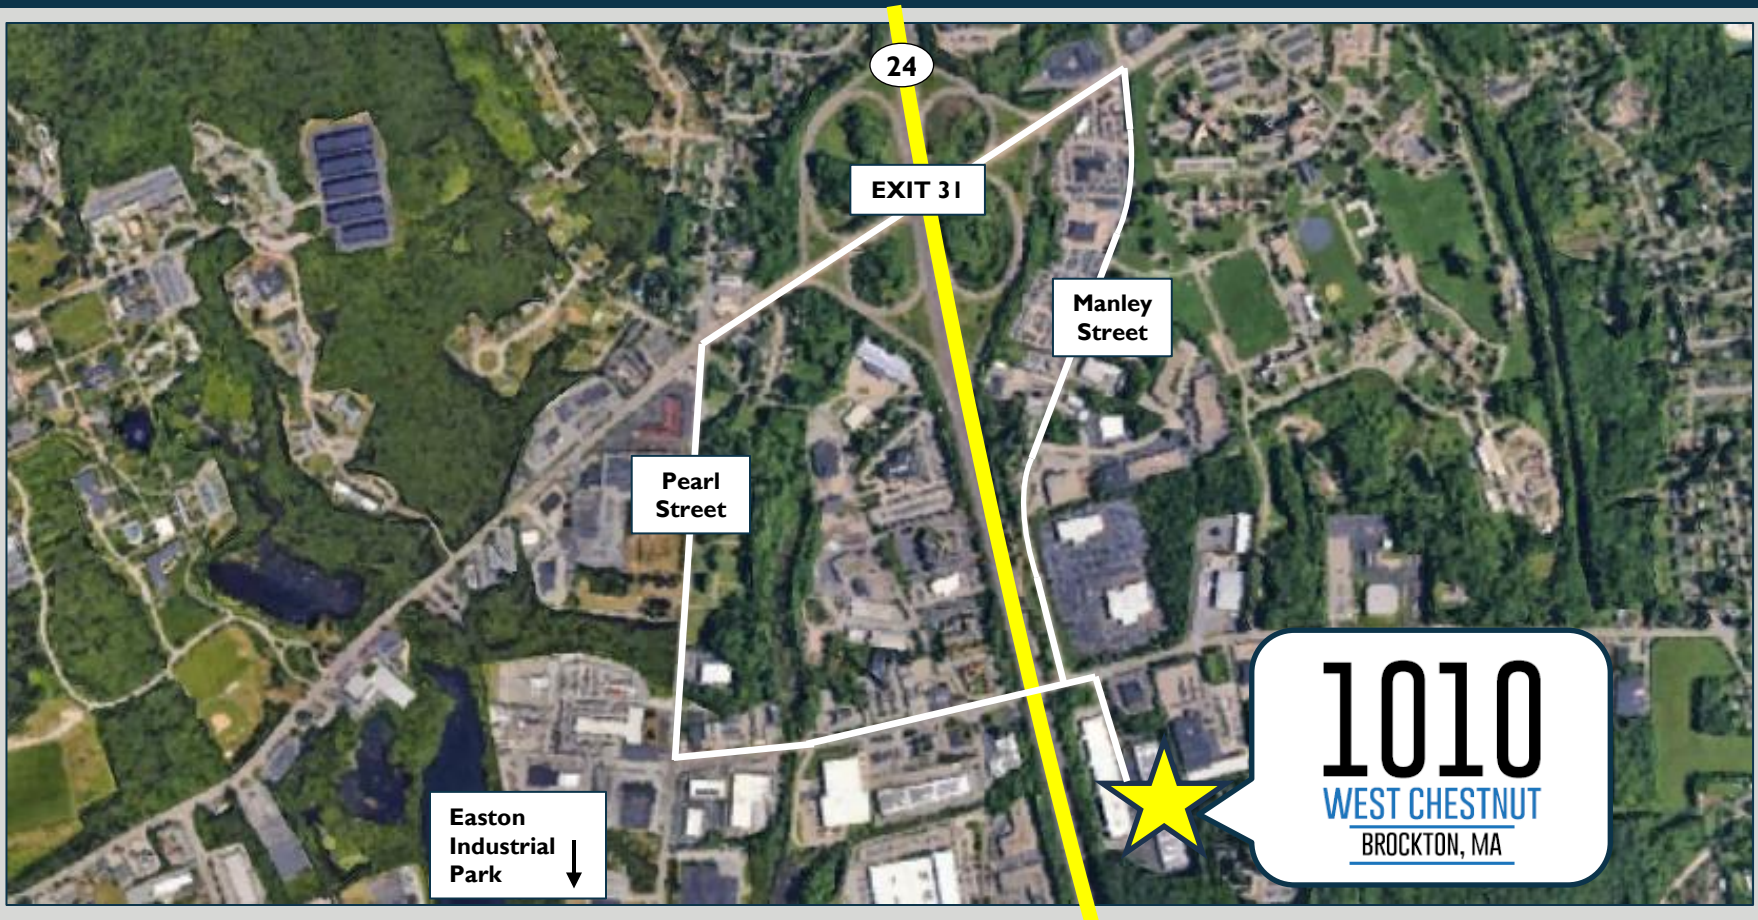 24
EXIT 31
Manley
Street
Pearl
Street
1010
WEST CHESTNUT
BROCKTON, MA
Easton
Industrial
Park